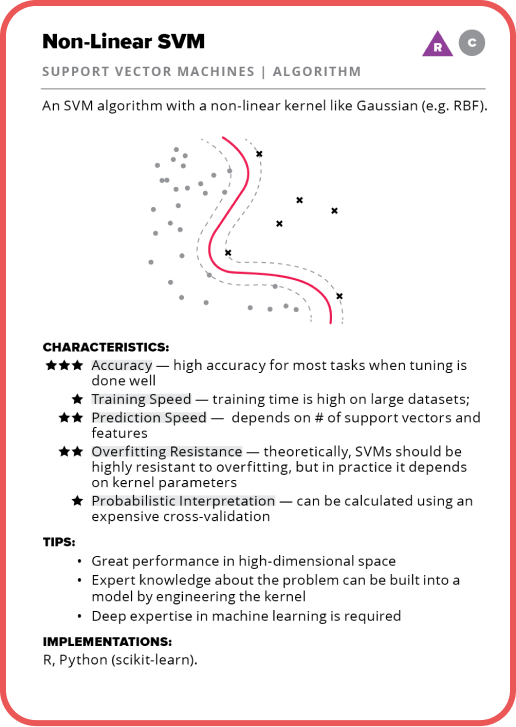 Non-Linear SVM
R C
SUPPORT VECTOR MACHINES | ALGORITHM
An SVM algorithm with a non-linear kernel like Gaussian (e.g. RBF).
CHARACTERISTICS:
★★★ Accuracy — high accuracy for most tasks when tuning is
done well
★ Training Speed — training time is high on large datasets;
★★ Prediction Speed — depends on # of support vectors and
features
★★ Overfitting Resistance — theoretically, SVMs should be
highly resistant to overfitting, but in practice it depends
on kernel parameters
★ Probabilistic Interpretation — can be calculated using an
expensive cross-validation
TIPS:
• Great performance in high-dimensional space
• Expert knowledge about the problem can be built into a
model by engineering the kernel
• Deep expertise in machine learning is required
IMPLEMENTATIONS:
R, Python (scikit-learn).